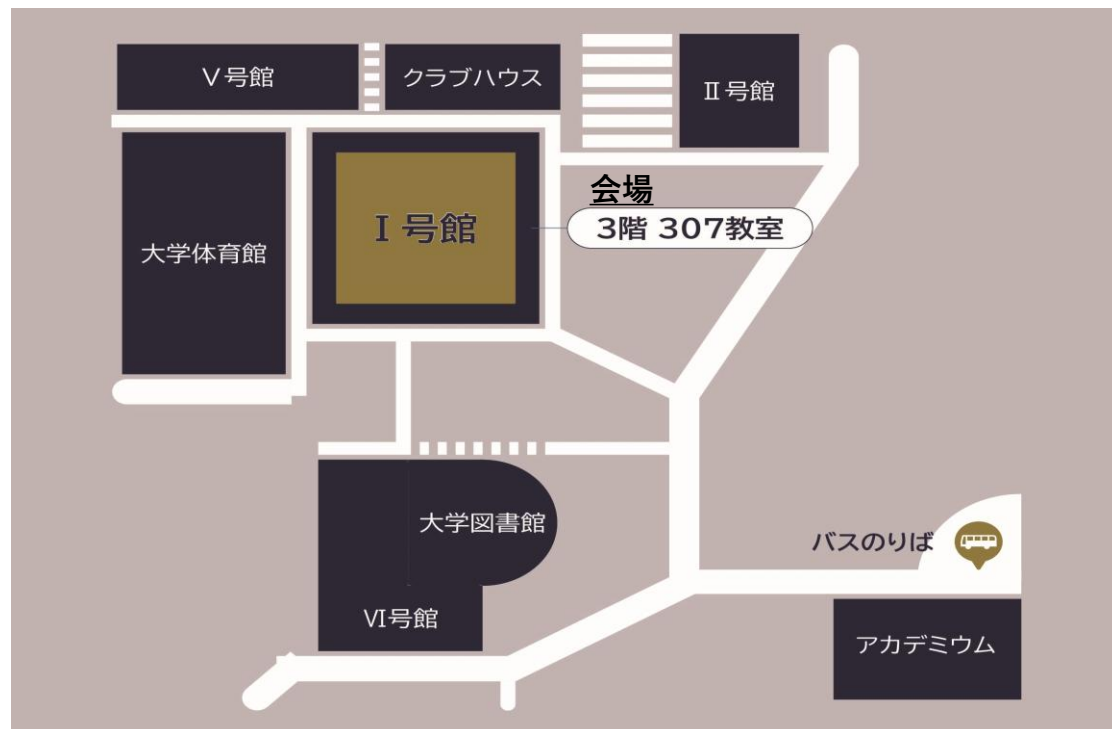 Ⅴ号館
クラブハウス
Ⅱ号館
会場
3階 307教室
Ⅰ号館
大学体育館
大学図書館
バスのりば
Ⅵ号館
アカデミウム